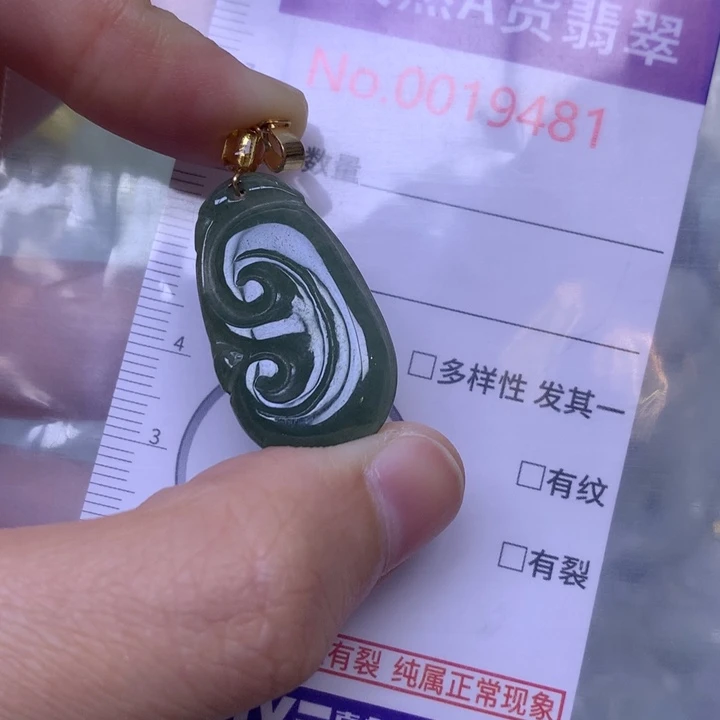 然A货翡翠
No.0019481
数量
4
3
□多样性 发其一
□有纹
□有裂
有裂 纯属正常现象